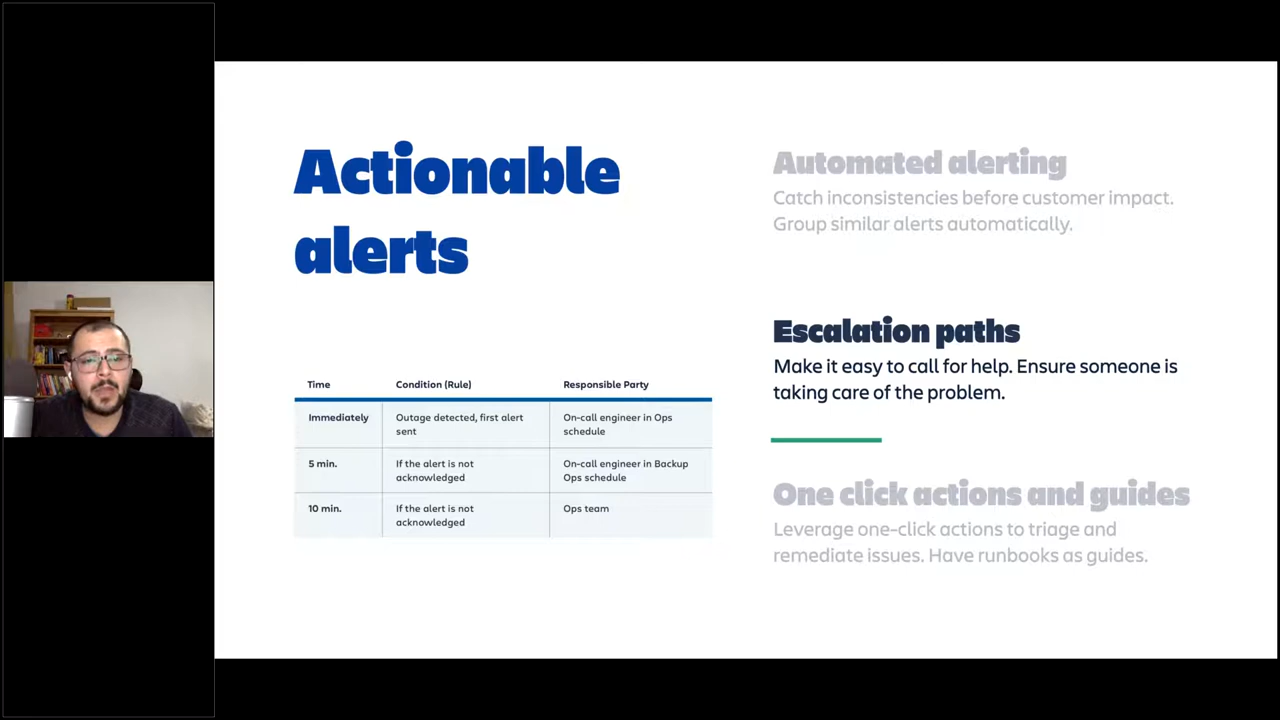 Actionable
alerts
Time Condition (Rule) Responsible Party
Immediately Outage detected, first alert On-call engineer in Ops
sent schedule
5 min. If the alert is not On-call engineer in Backup
acknowledged Ops schedule
10 min. If the alert is not Ops team
acknowledged
Automated alerting
Catch inconsistencies before customer impact.
Group similar alerts automatically.
Escalation paths
Make it easy to call for help. Ensure someone is
taking care of the problem.
One click actions and guides
Leverage one-click actions to triage and
remediate issues. Have runbooks as guides.